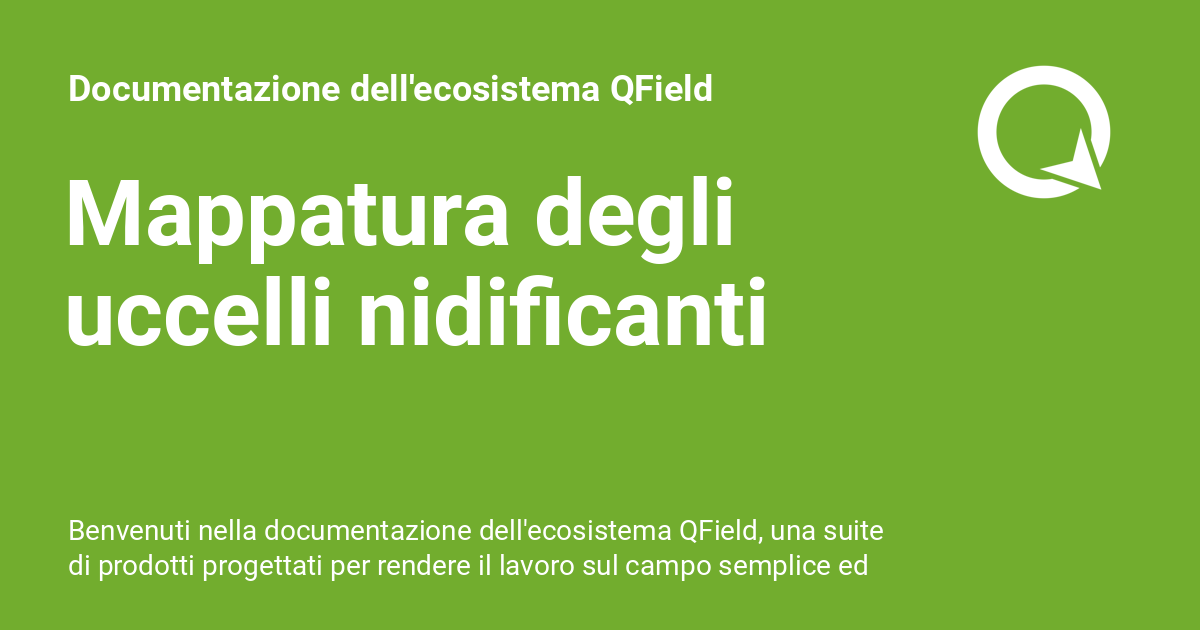 Documentazione dell'ecosistema QField
Mappatura degli
uccelli nidificanti
Benvenuti nella documentazione dell'ecosistema QField, una suite
di prodotti progettati per rendere il lavoro sul campo semplice ed